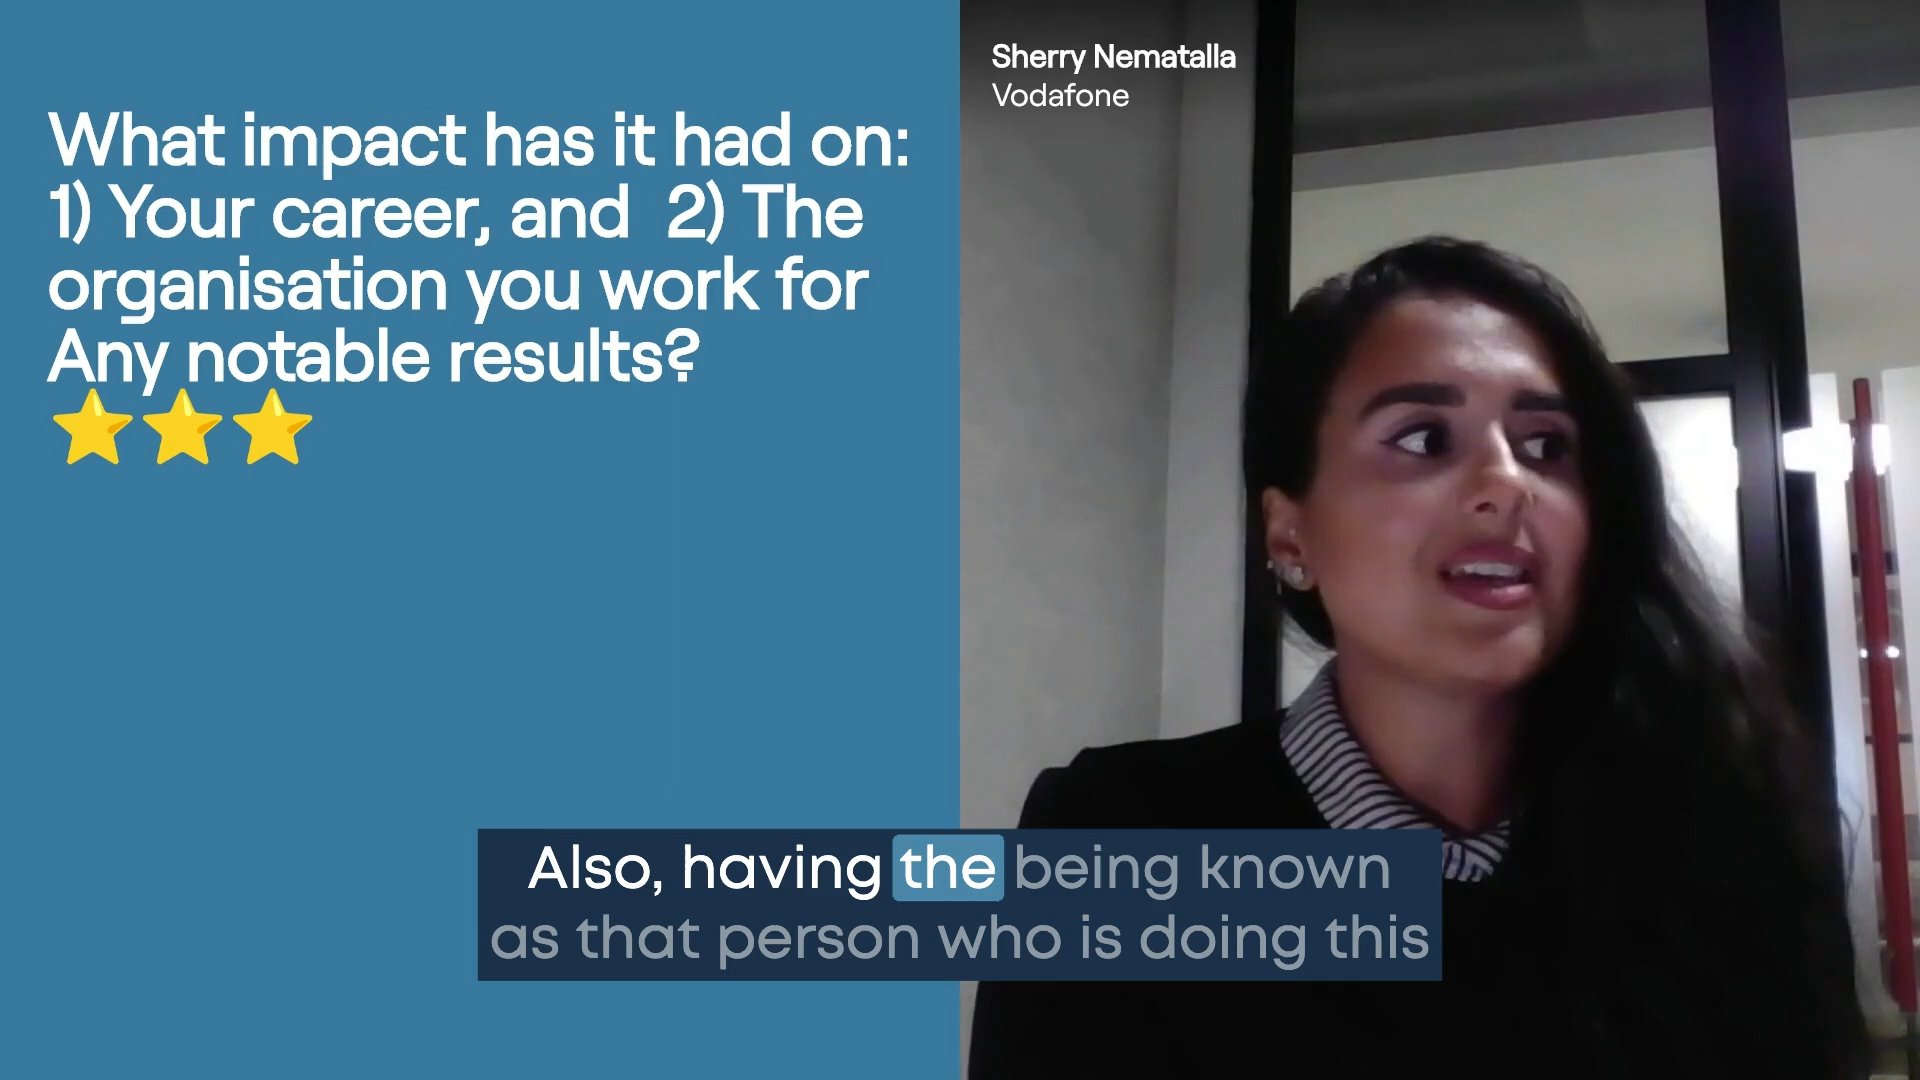 What impact has it had on:
1) Your career, and 2) The
organisation you work for
Any notable results?
Sherry Nematalla
Vodafone
Also, having the being known
as that person who is doing this